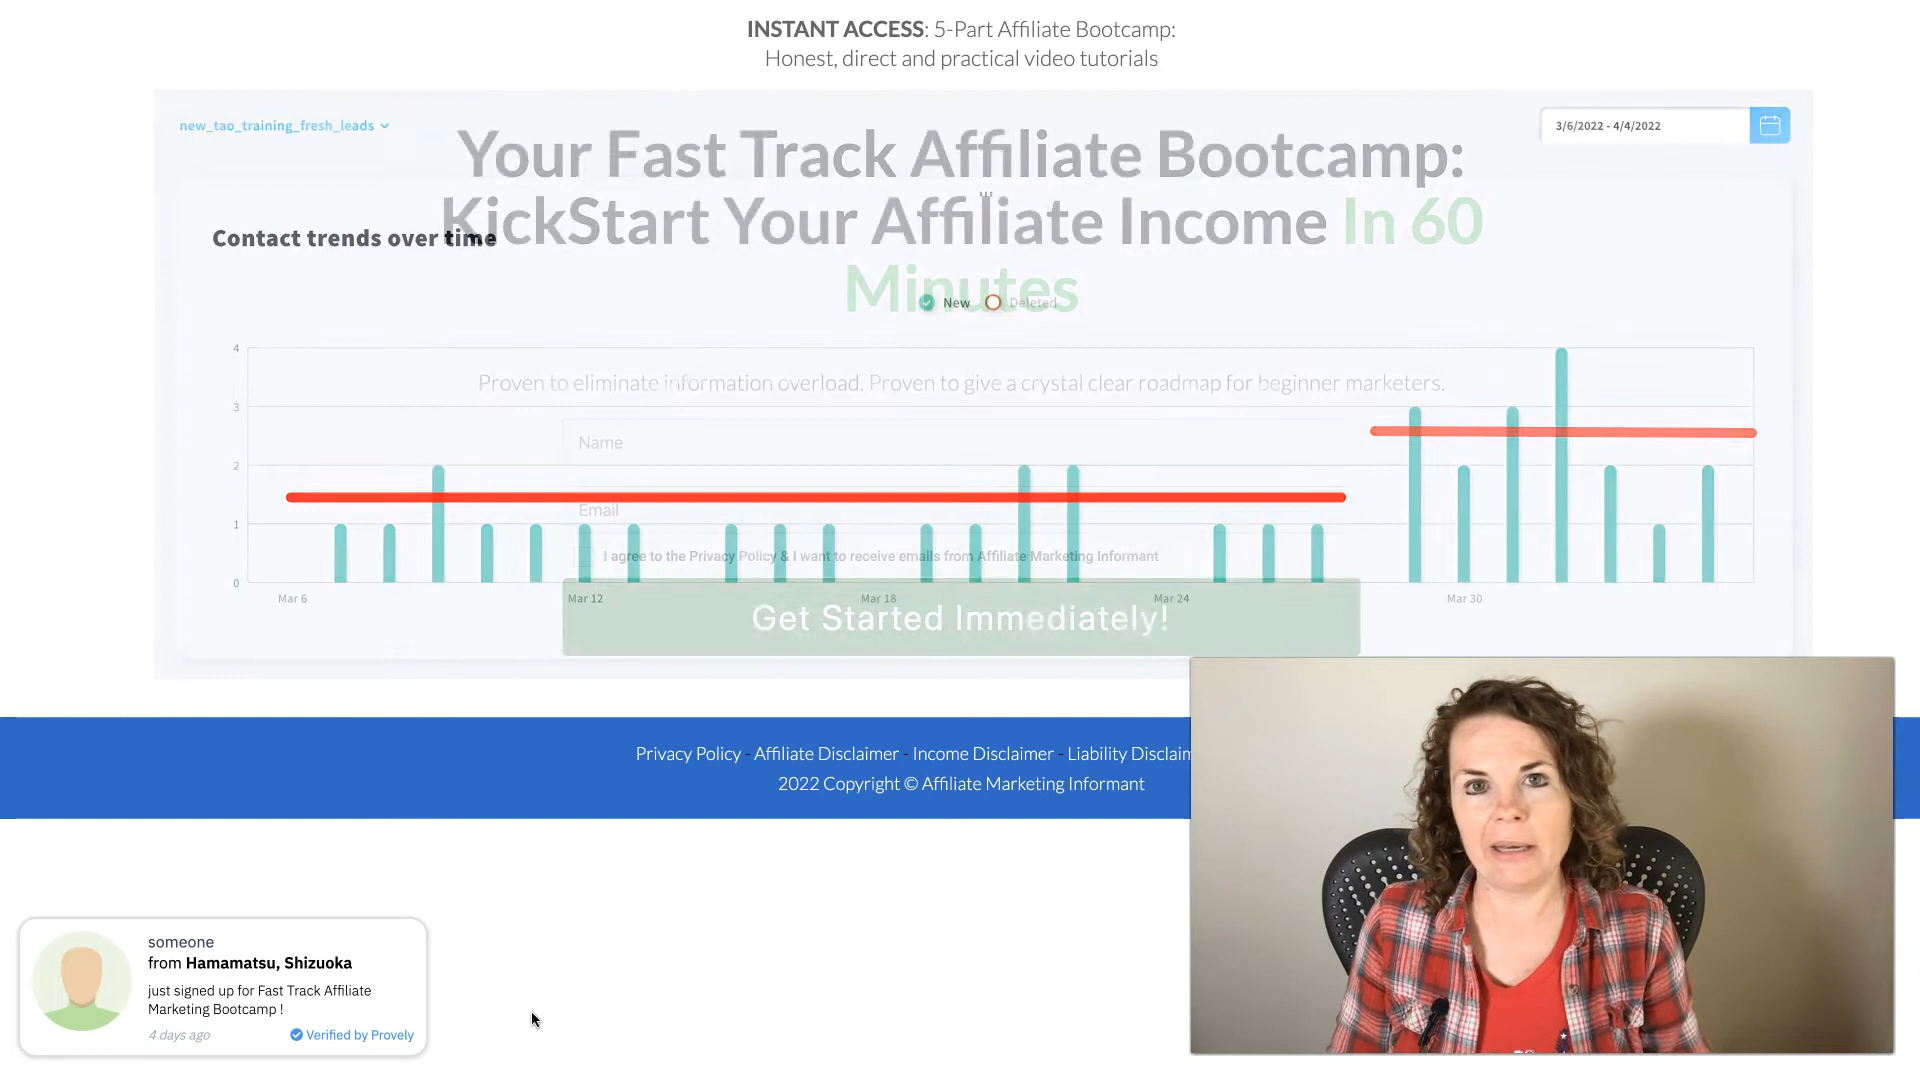 INSTANT ACCESS: 5-Part Affiliate Bootcamp:
Honest, direct and practical video tutorials
new_tao_training_fresh_leads
3/6/2022 - 4/4/2022
Your Fast Track Affiliate Bootcamp:
KickStart Your Affiliate Income In 60
Minutes
Contact trends over time
New Deleted
Proven to eliminate information overload. Proven to give a crystal clear roadmap for beginner marketers.
Name
Email
I agree to the Privacy Policy & I want to receive emails from Affiliate Marketing Informant
4
3
2
1
0
Mar 6 Mar 12 Mar 18 Mar 24 Mar 30
Get Started Immediately!
Privacy Policy - Affiliate Disclaimer - Income Disclaimer - Liability Disclaim
2022 Copyright © Affiliate Marketing Informant
someone
from Hamamatsu, Shizuoka
just signed up for Fast Track Affiliate
Marketing Bootcamp !
4 days ago
Verified by Provely